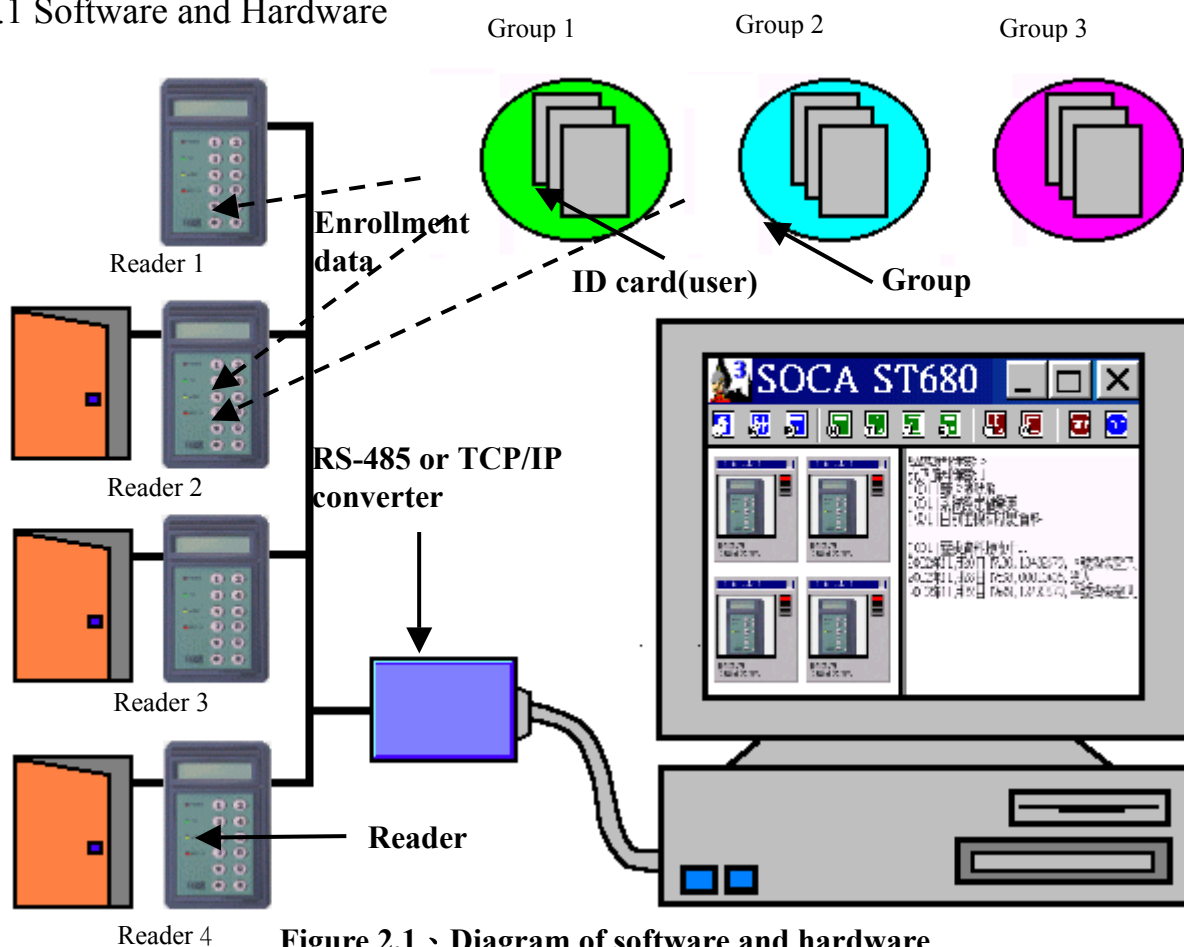 .1 Software and Hardware
Group 1
Group 2
Group 3
Enrollment
data
Reader 1
ID card(user)
Group
SOCA ST680
RS-485 or TCP/IP
converter
Reader 2
Reader 3
Reader
Reader 4
Figure 2.1、Diagram of software and hardware